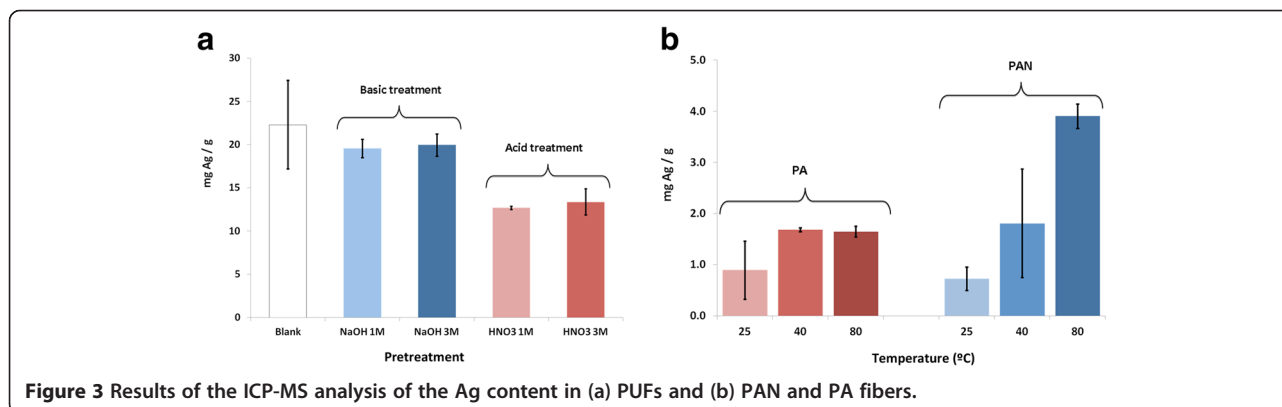 a
30
25
20
15
10
5
0
mg Ag / g
Basic treatment
Acid treatment
Blank
NaOH 1M
NaOH 3M
HNO3 1M
HNO3 3M
Pretreatment
b
5.0
4.0
3.0
2.0
1.0
0.0
mg Ag / g
PA
PAN
25
40
80
25
40
80
Temperature (ºC)
Figure 3 Results of the ICP-MS analysis of the Ag content in (a) PUFs and (b) PAN and PA fibers.